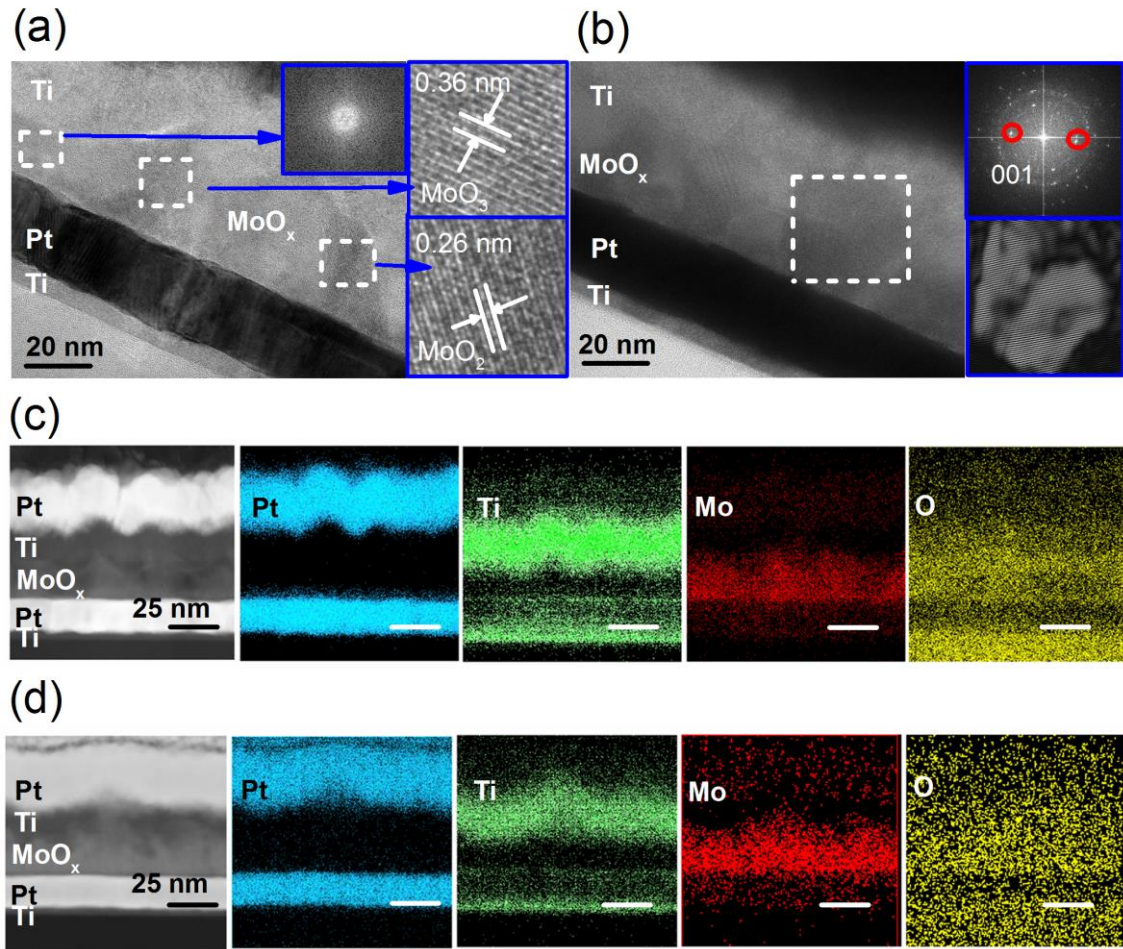 (a)
Ti
0.36 nm
MoO₃
MoOₓ
0.26 nm
MoO₂
Pt
Ti
20 nm
(b)
Ti
MoOₓ
Pt
Ti
20 nm
001
(c)
Pt
Ti
MoOₓ
Pt
Ti
25 nm
Pt
Ti
Mo
O
(d)
Pt
Ti
MoOₓ
Pt
Ti
25 nm
Pt
Ti
Mo
O